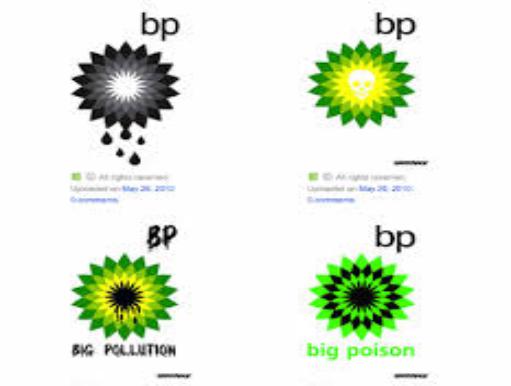 bp
bp
All rights reserved
Uploaded on May 26, 2010
0 comments
All rights reserved
Uploaded on May 26, 2010
0 comments
BP
BIG POLLUTION
bp
big poison